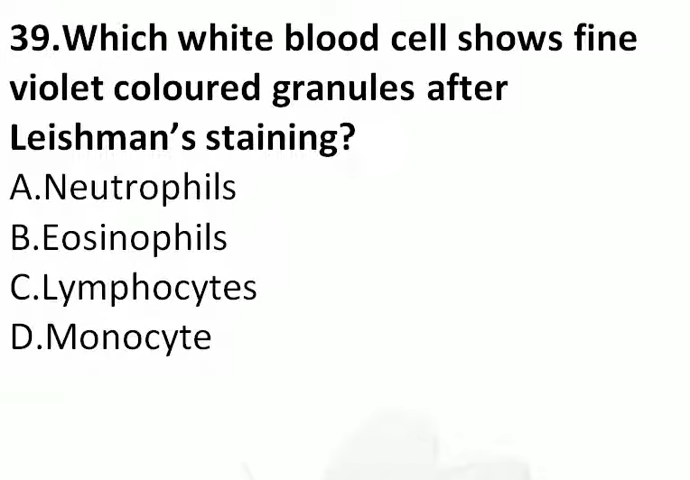 39.Which white blood cell shows fine
violet coloured granules after
Leishman’s staining?
A.Neutrophils
B.Eosinophils
C.Lymphocytes
D.Monocyte